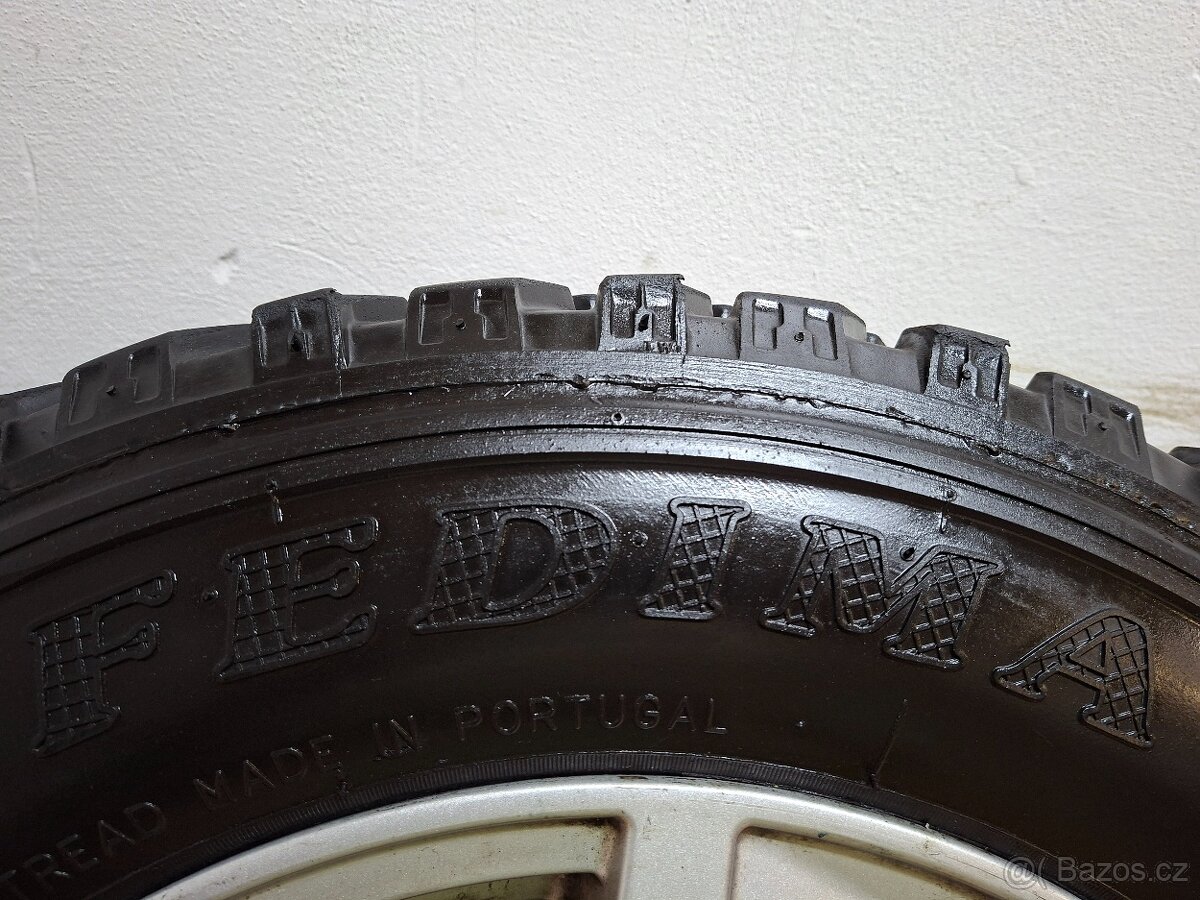 FEDIMA
TREAD MADE IN PORTUGAL
@( Bazos.cz